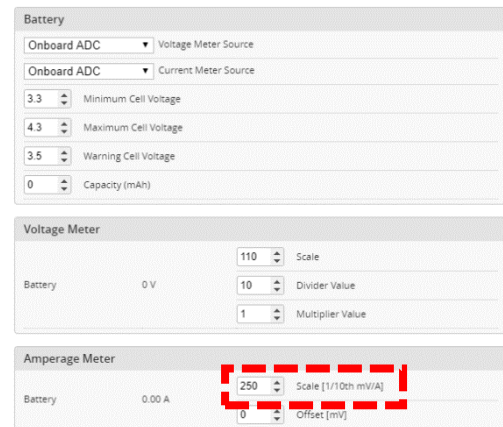 Battery
Onboard ADC Voltage Meter Source
Onboard ADC Current Meter Source
3.3 Minimum Cell Voltage
4.3 Maximum Cell Voltage
3.5 Warning Cell Voltage
0 Capacity (mAh)
Voltage Meter
110 Scale
Battery 0 V 10 Divider Value
1 Multiplier Value
Amperage Meter
250 Scale [1/10th mV/A]
Battery 0.00 A
0 Offset [mV]